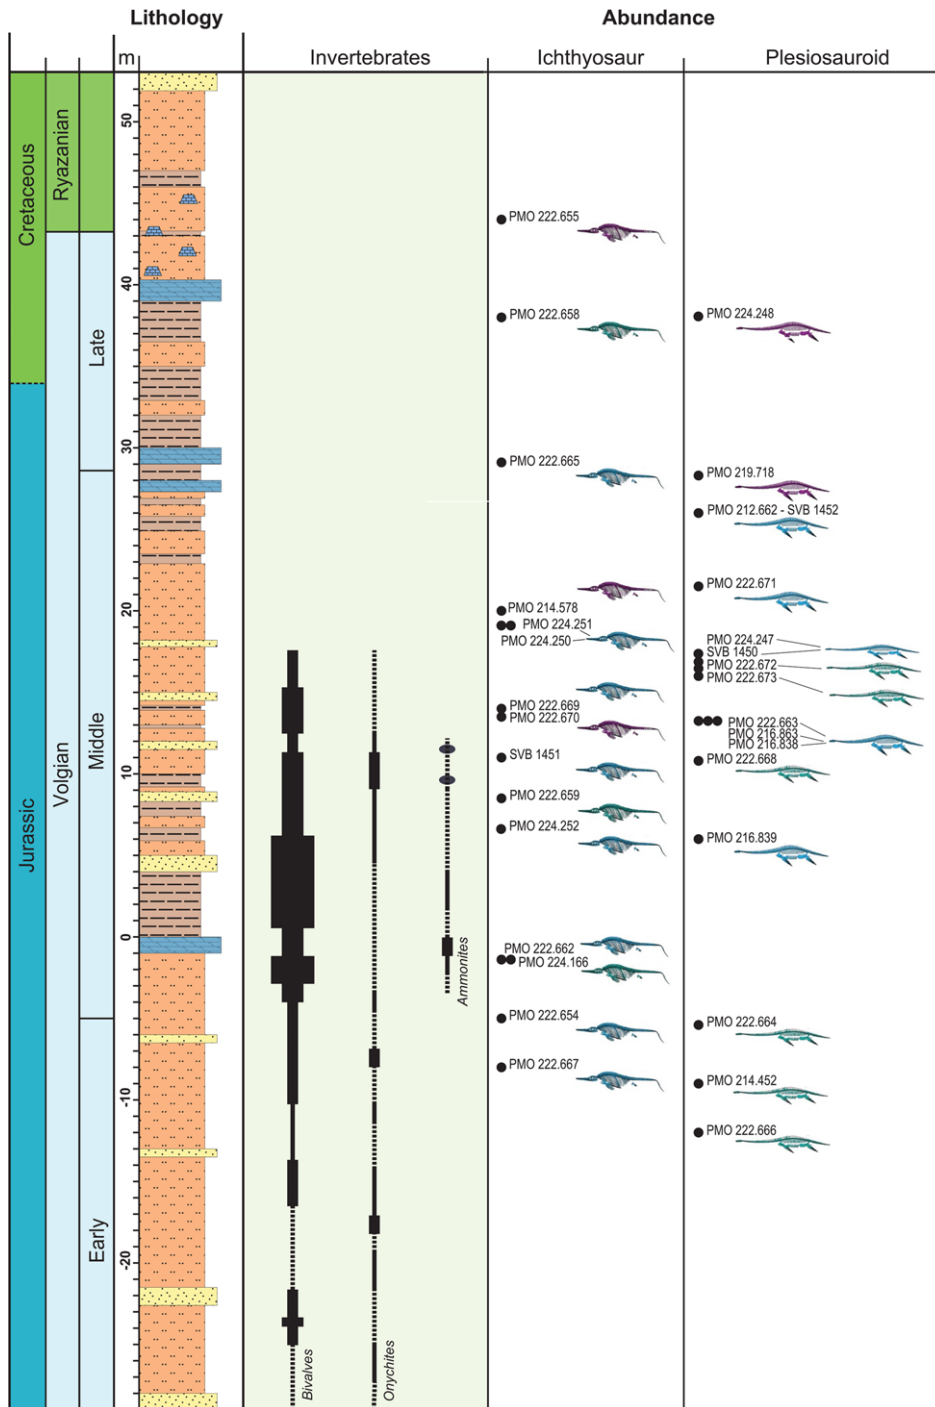 Lithology
Abundance
m
Invertebrates
Ichthyosaur
Plesiosauroid
Cretaceous
Jurassic
Ryazanian
Volgian
Late
Middle
Early
50
40
30
20
10
0
-10
-20
Bivalves
Onychites
Ammonites
PMO 222.655
PMO 222.658
PMO 222.665
PMO 214.578
PMO 224.251
PMO 224.250
PMO 222.669
PMO 222.670
SVB 1451
PMO 222.659
PMO 224.252
PMO 222.662
PMO 224.166
PMO 222.654
PMO 222.667
PMO 224.248
PMO 219.718
PMO 212.662 - SVB 1452
PMO 222.671
PMO 224.247
SVB 1450
PMO 222.672
PMO 222.673
PMO 222.663
PMO 216.863
PMO 216.838
PMO 222.668
PMO 216.839
PMO 222.664
PMO 214.452
PMO 222.666